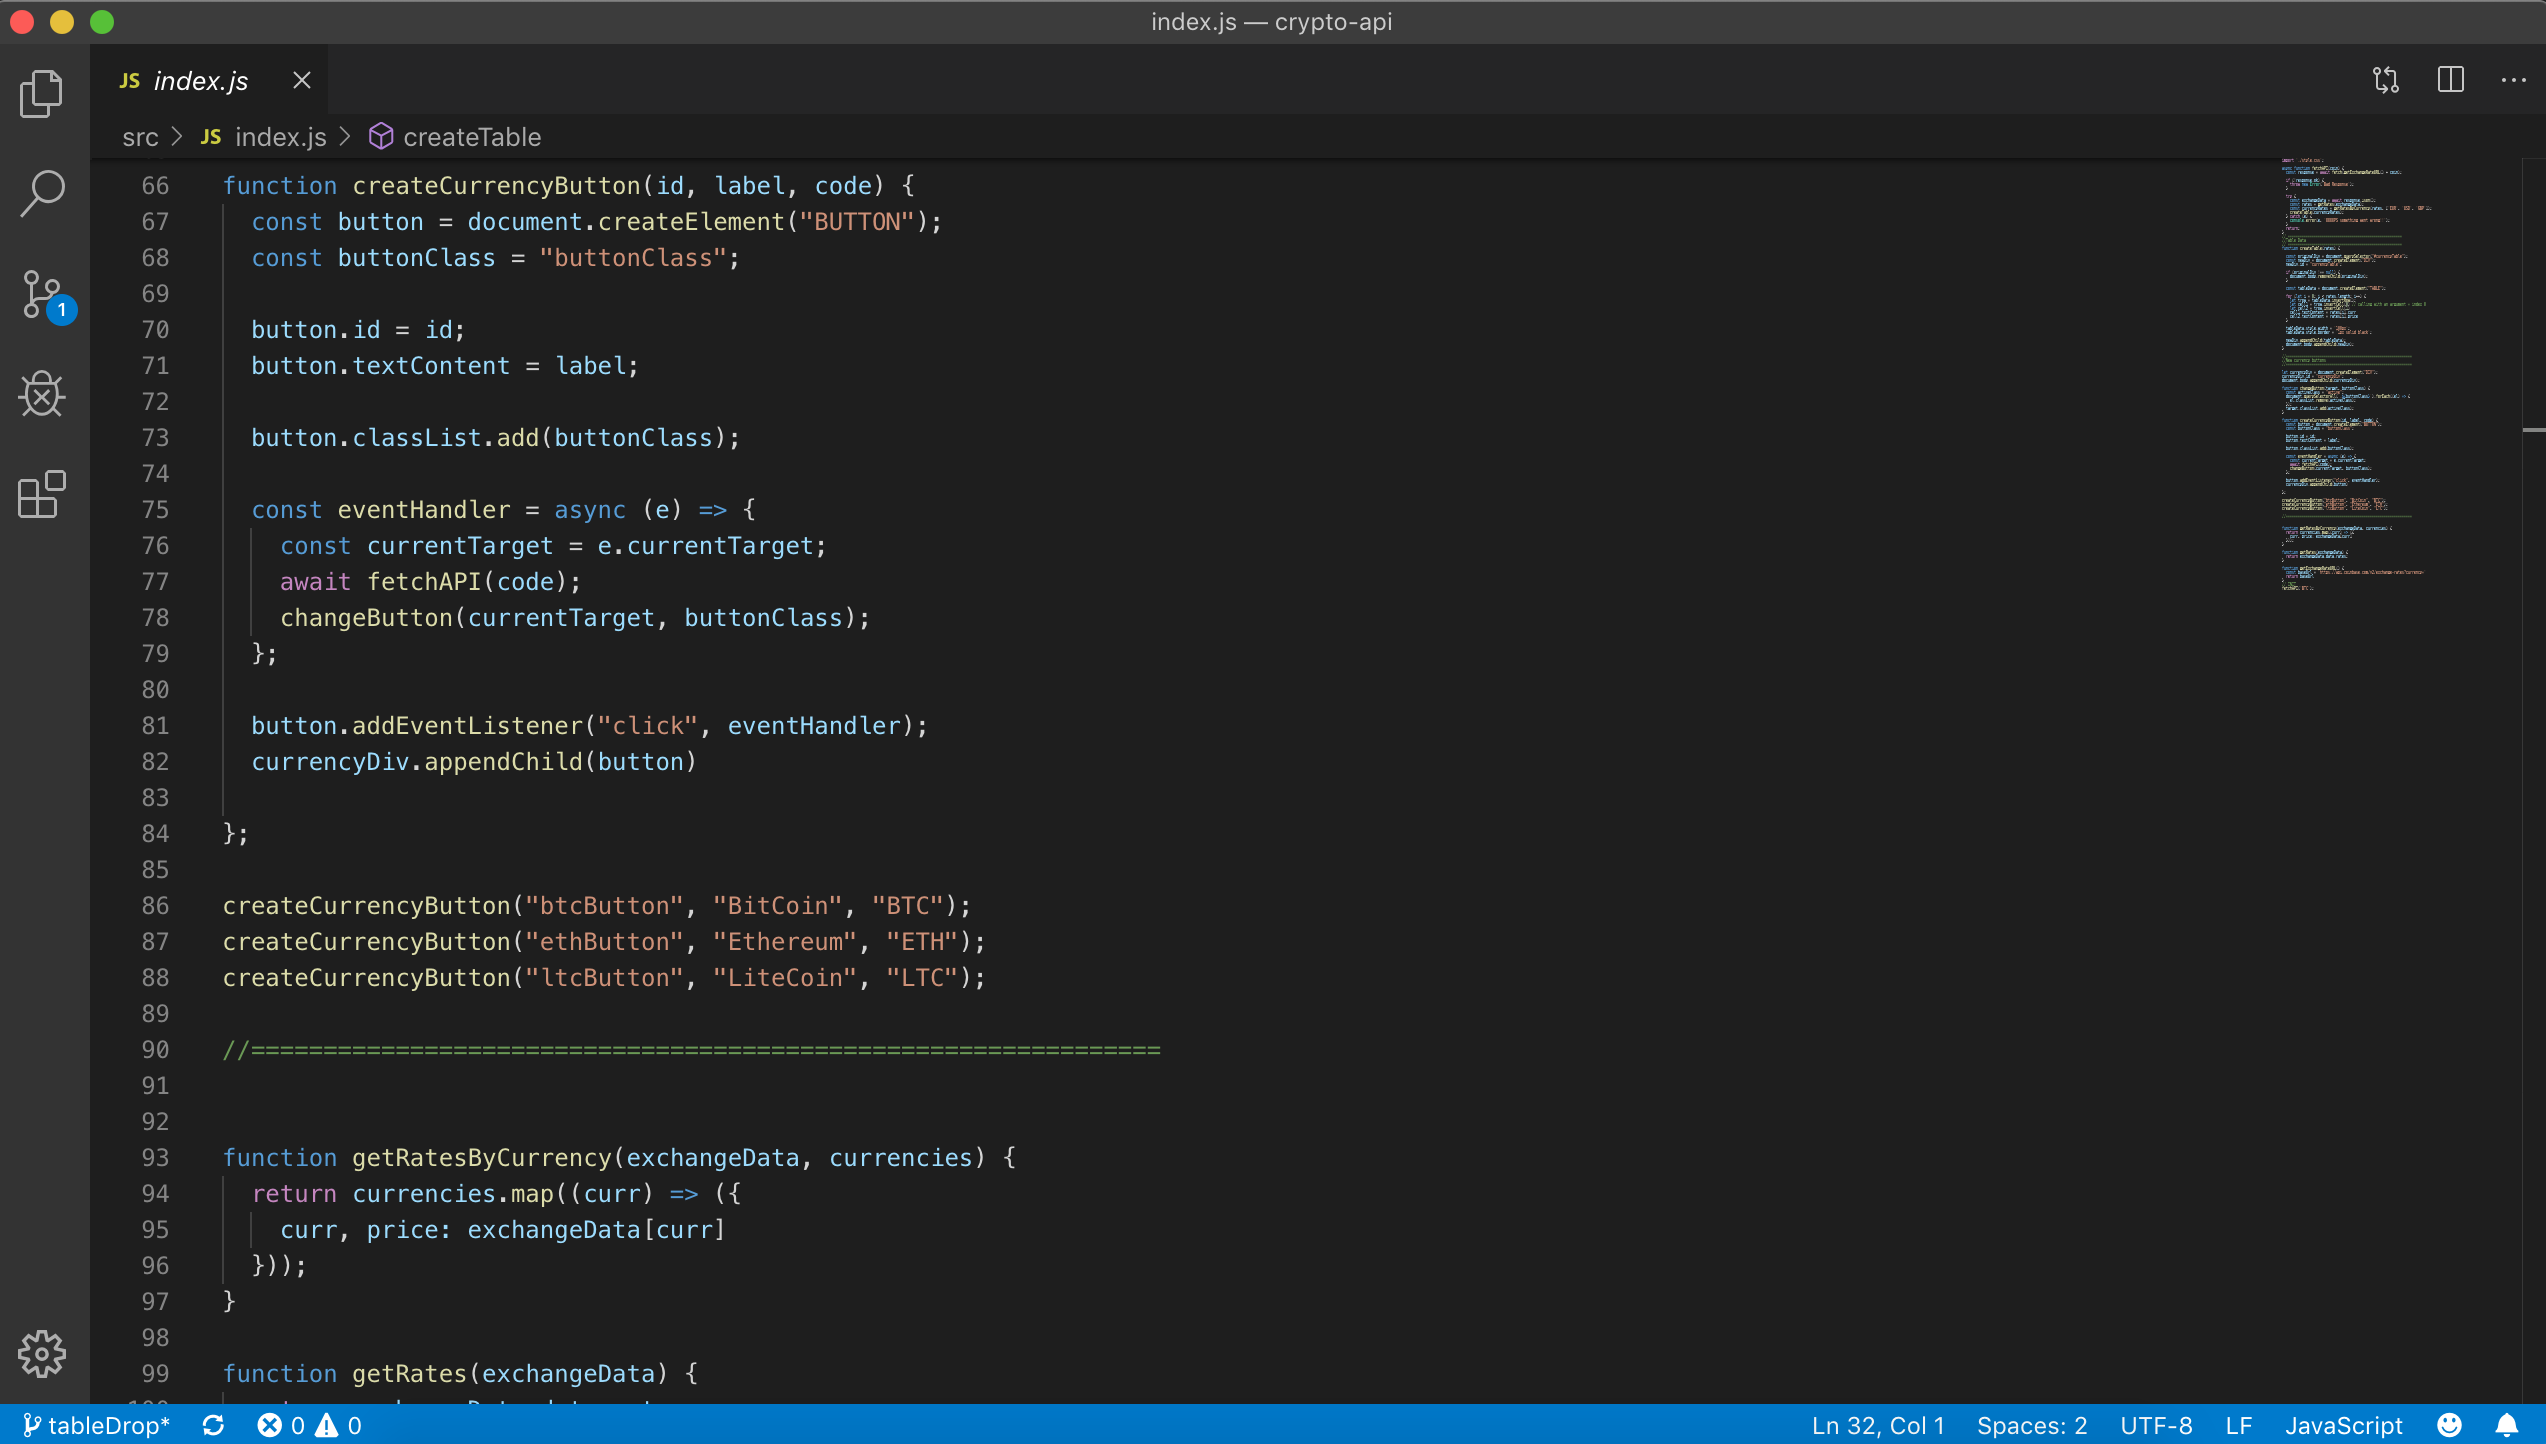 index.js — crypto-api
JS index.js
src > JS index.js > createTable
66 function createCurrencyButton(id, label, code) {
67 const button = document.createElement("BUTTON");
68 const buttonClass = "buttonClass";
69
70 button.id = id;
71 button.textContent = label;
72
73 button.classList.add(buttonClass);
74
75 const eventHandler = async (e) => {
76 const currentTarget = e.currentTarget;
77 await fetchAPI(code);
78 changeButton(currentTarget, buttonClass);
79 };
80
81 button.addEventListener("click", eventHandler);
82 currencyDiv.appendChild(button)
83
84 };
85
86 createCurrencyButton("btcButton", "BitCoin", "BTC");
87 createCurrencyButton("ethButton", "Ethereum", "ETH");
88 createCurrencyButton("ltcButton", "LiteCoin", "LTC");
89
90 //===============================================================
91
92
93 function getRatesByCurrency(exchangeData, currencies) {
94 return currencies.map((curr) => ({
95 curr, price: exchangeData[curr]
96 }));
97 }
98
99 function getRates(exchangeData) {
1
tableDrop* 0 0 Ln 32, Col 1 Spaces: 2 UTF-8 LF JavaScript